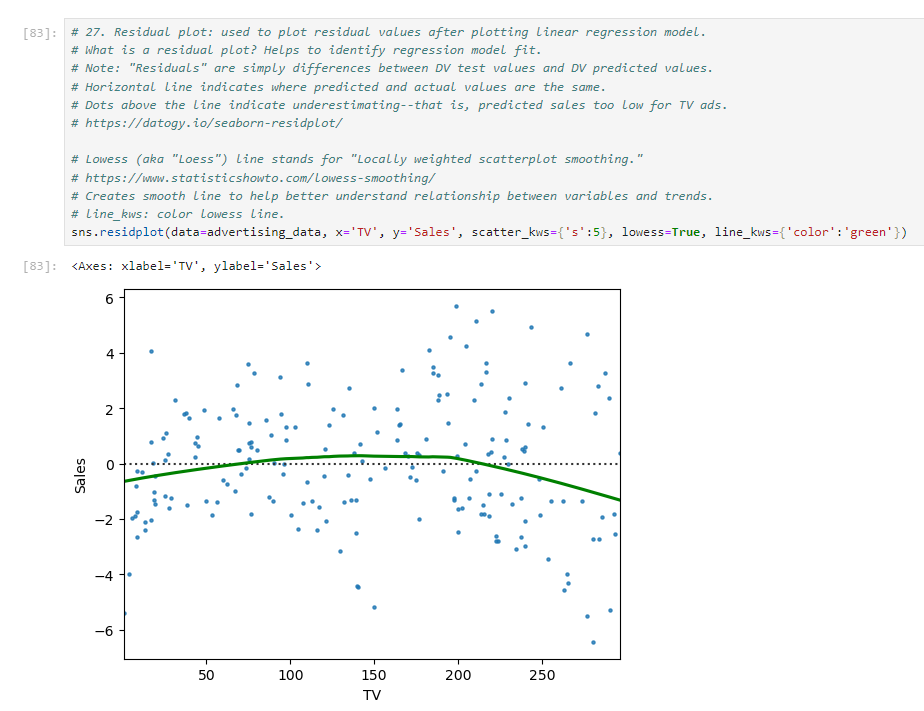 [83]: # 27. Residual plot: used to plot residual values after plotting linear regression model.
# What is a residual plot? Helps to identify regression model fit.
# Note: "Residuals" are simply differences between DV test values and DV predicted values.
# Horizontal line indicates where predicted and actual values are the same.
# Dots above the line indicate underestimating--that is, predicted sales too low for TV ads.
# https://datogy.io/seaborn-residplot/
# Lowess (aka "Loess") line stands for "Locally weighted scatterplot smoothing."
# https://www.statisticshowto.com/lowess-smoothing/
# Creates smooth line to help better understand relationship between variables and trends.
# line_kws: color lowess line.
sns.residplot(data=advertising_data, x='TV', y='Sales', scatter_kws={'s':5}, lowess=True, line_kws={'color':'green'})
[83]: <Axes: xlabel='TV', ylabel='Sales'>
6
4
2
0
−2
−4
−6
Sales
50 100 150 200 250
TV